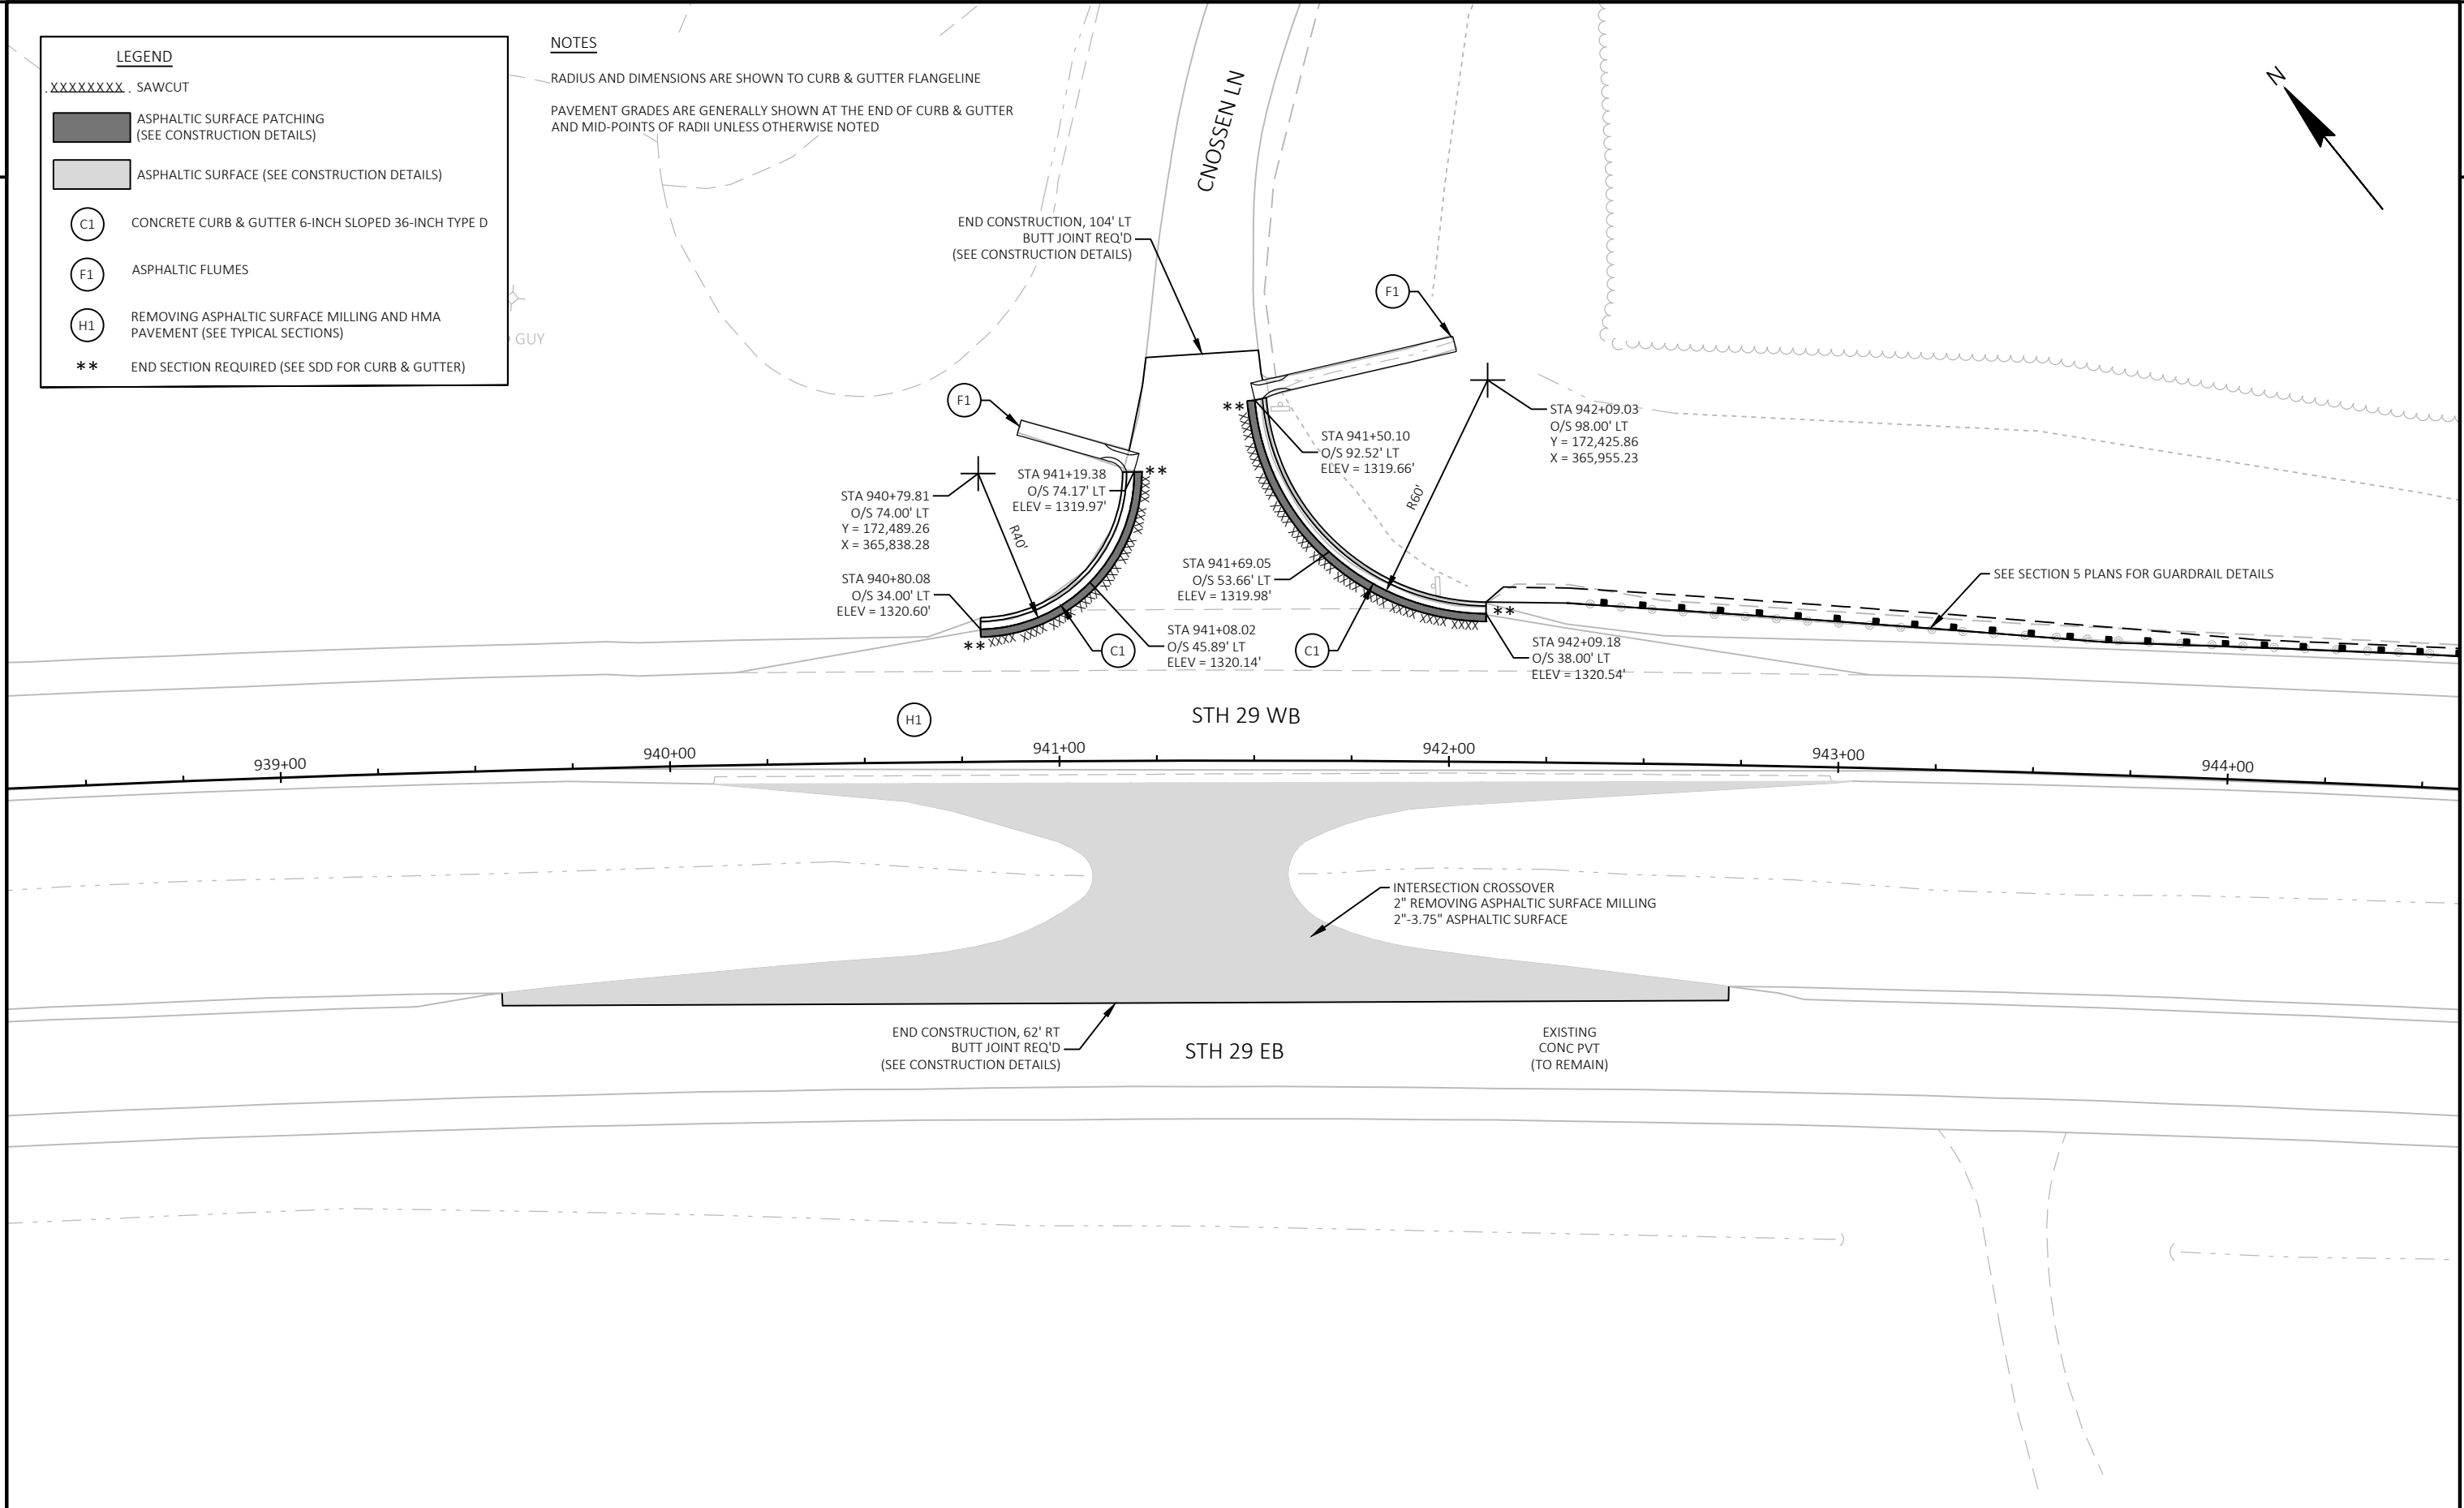 LEGEND
XXXXXXXX SAWCUT
ASPHALTIC SURFACE PATCHING
(SEE CONSTRUCTION DETAILS)
ASPHALTIC SURFACE (SEE CONSTRUCTION DETAILS)
C1 CONCRETE CURB & GUTTER 6-INCH SLOPED 36-INCH TYPE D
F1 ASPHALTIC FLUMES
H1 REMOVING ASPHALTIC SURFACE MILLING AND HMA
PAVEMENT (SEE TYPICAL SECTIONS)
** END SECTION REQUIRED (SEE SDD FOR CURB & GUTTER)
GUY
NOTES
RADIUS AND DIMENSIONS ARE SHOWN TO CURB & GUTTER FLANGELINE
PAVEMENT GRADES ARE GENERALLY SHOWN AT THE END OF CURB & GUTTER
AND MID-POINTS OF RADII UNLESS OTHERWISE NOTED
CNOSSEN LN
N
END CONSTRUCTION, 104' LT
BUTT JOINT REQ'D
(SEE CONSTRUCTION DETAILS)
F1
F1
**
STA 941+50.10
O/S 92.52' LT
ELEV = 1319.66'
STA 942+09.03
O/S 98.00' LT
Y = 172,425.86
X = 365,955.23
R60'
STA 941+19.38
O/S 74.17' LT
ELEV = 1319.97'
**
STA 940+79.81
O/S 74.00' LT
Y = 172,489.26
X = 365,838.28
R40'
STA 940+80.08
O/S 34.00' LT
ELEV = 1320.60'
**
STA 941+69.05
O/S 53.66' LT
ELEV = 1319.98'
STA 941+08.02
O/S 45.89' LT
ELEV = 1320.14'
C1
C1
**
STA 942+09.18
O/S 38.00' LT
ELEV = 1320.54'
SEE SECTION 5 PLANS FOR GUARDRAIL DETAILS
H1
STH 29 WB
939+00
940+00
941+00
942+00
943+00
944+00
INTERSECTION CROSSOVER
2" REMOVING ASPHALTIC SURFACE MILLING
2"-3.75" ASPHALTIC SURFACE
END CONSTRUCTION, 62' RT
BUTT JOINT REQ'D
(SEE CONSTRUCTION DETAILS)
STH 29 EB
EXISTING
CONC PVT
(TO REMAIN)